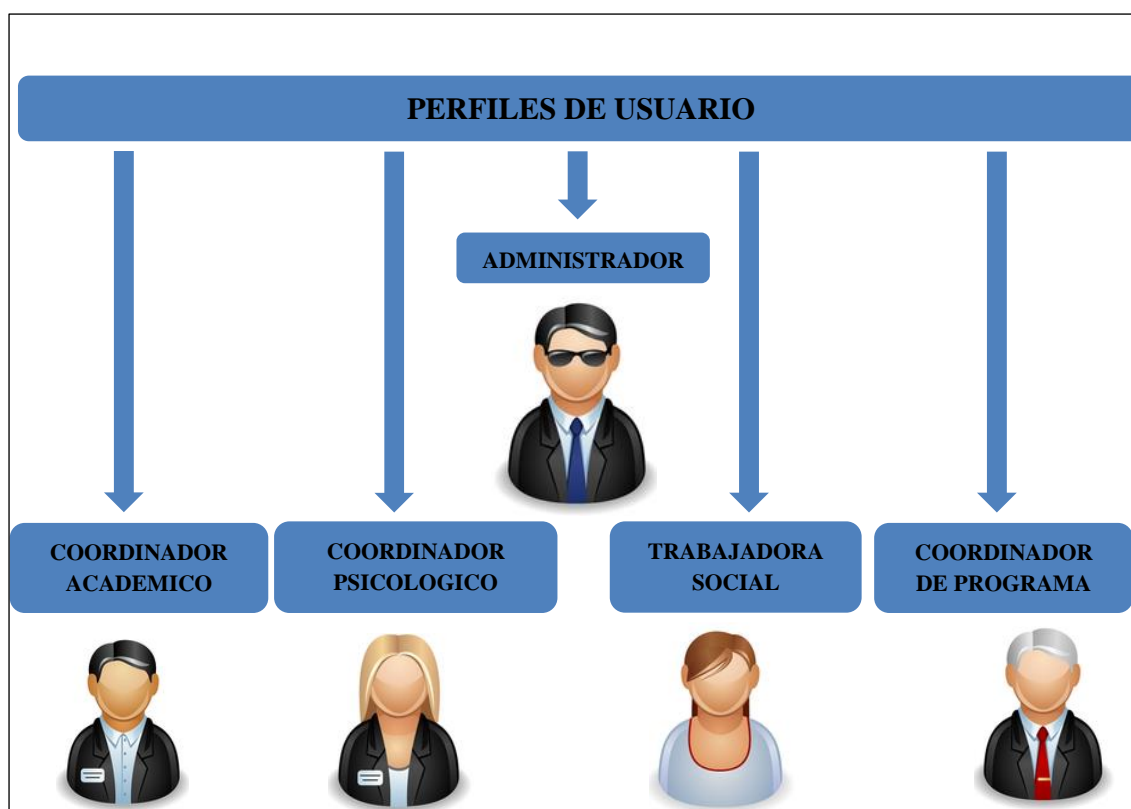 PERFILES DE USUARIO
ADMINISTRADOR
COORDINADOR
ACADEMICO
COORDINADOR
PSICOLOGICO
TRABAJADORA
SOCIAL
COORDINADOR
DE PROGRAMA